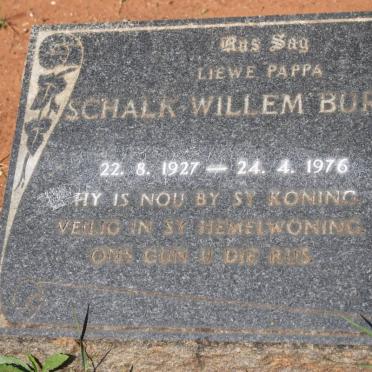 Rus Sag
LIEWE PAPPA
SCHALK WILLEM BUR
22. 8. 1927 — 24. 4. 1976
HY IS NOU BY SY KONING
VEILIG IN SY HEMELWONING
ONS GUN U DIE RUS